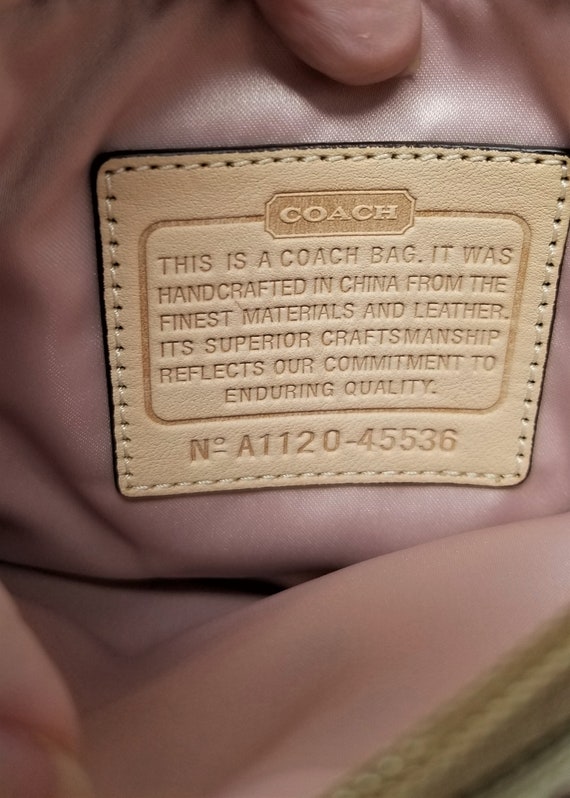 COACH
THIS IS A COACH BAG. IT WAS
HANDCRAFTED IN CHINA FROM THE
FINEST MATERIALS AND LEATHER.
ITS SUPERIOR CRAFTSMANSHIP
REFLECTS OUR COMMITMENT TO
ENDURING QUALITY.
Nº A1120-45536